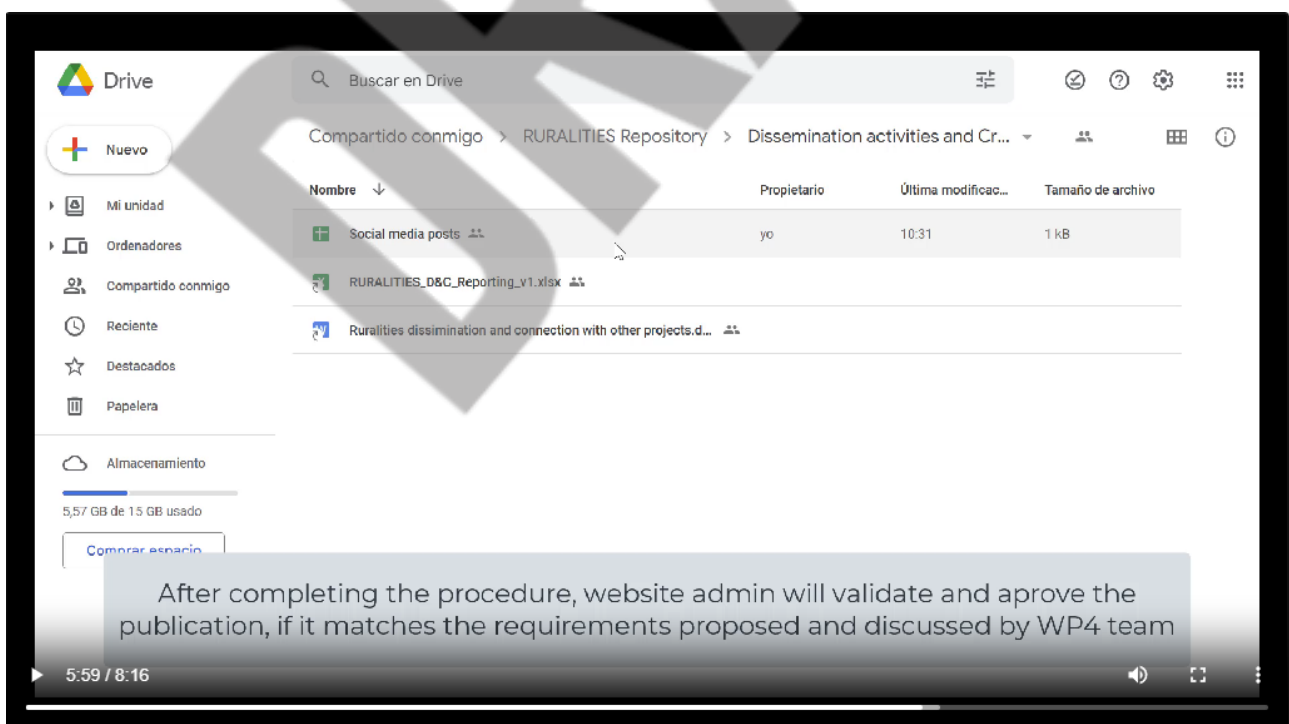 Drive
Buscar en Drive
Nuevo
Compartido conmigo > RURALITIES Repository > Dissemination activities and Cr...
Nombre Propietario Última modificac... Tamaño de archivo
Mi unidad
Social media posts yo 10:31 1 kB
Ordenadores
RURALITIES_D&C_Reporting_v1.xlsx
Compartido conmigo
Reciente
Ruralities dissimination and connection with other projects.d...
Destacados
Papelera
Almacenamiento
5,57 GB de 15 GB usado
Comprar espacio
After completing the procedure, website admin will validate and aprove the
publication, if it matches the requirements proposed and discussed by WP4 team
5:59 / 8:16